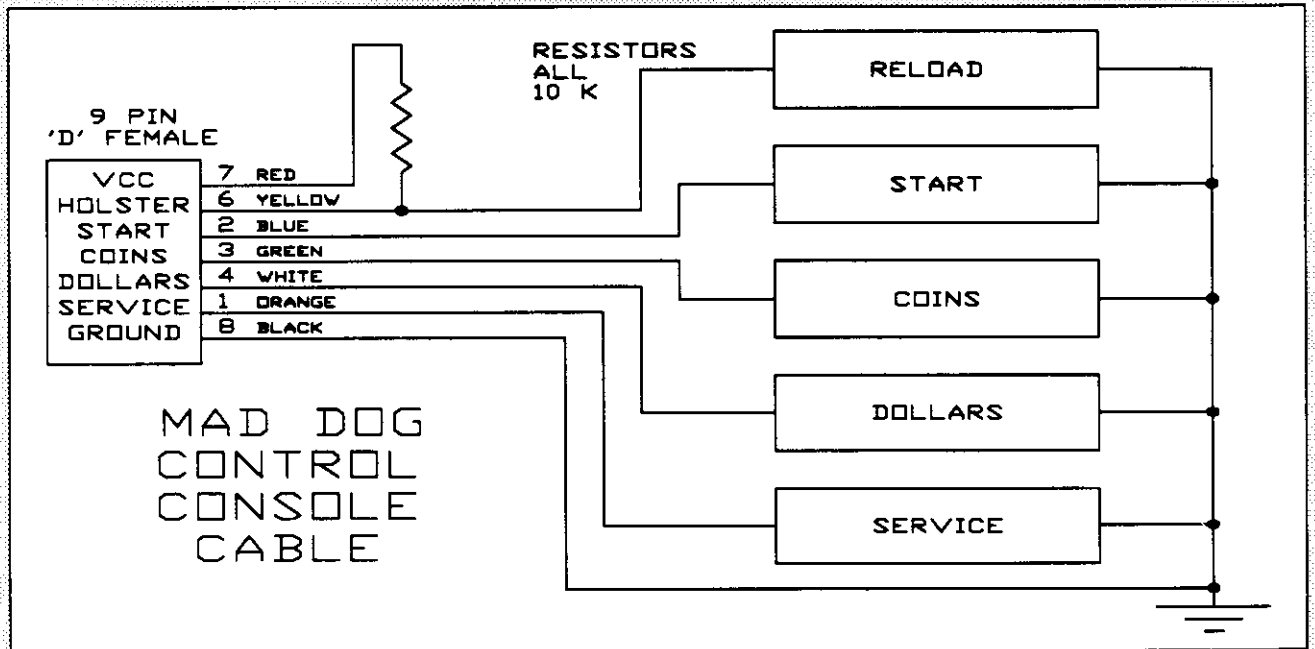 RESISTORS
ALL
10 K
9 PIN
'D' FEMALE
VCC 7 RED
HOLSTER 6 YELLOW
START 2 BLUE
COINS 3 GREEN
DOLLARS 4 WHITE
SERVICE 1 ORANGE
GROUND 8 BLACK
RELOAD
START
COINS
DOLLARS
SERVICE
MAD DOG
CONTROL
CONSOLE
CABLE